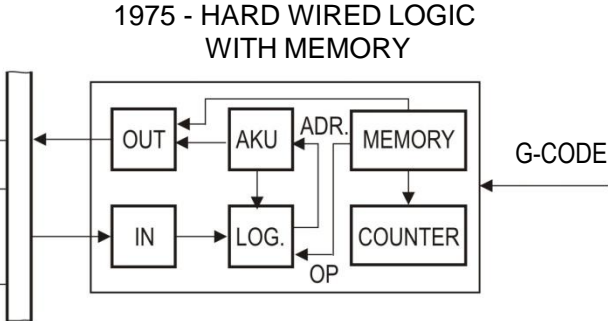 1975 - HARD WIRED LOGIC
WITH MEMORY
OUT
AKU
ADR.
MEMORY
G-CODE
IN
LOG.
COUNTER
OP